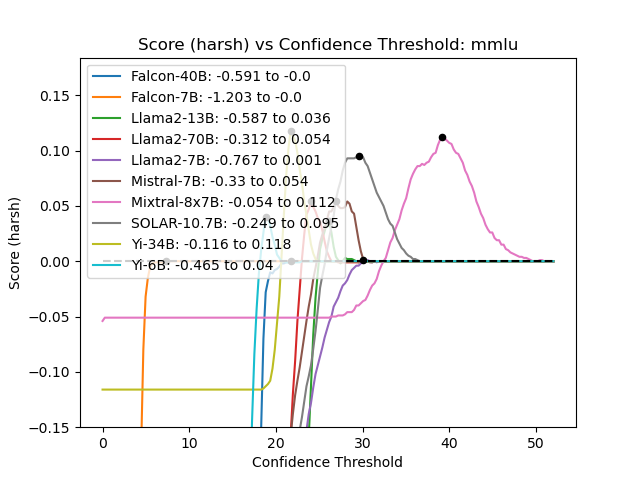 Score (harsh) vs Confidence Threshold: mmlu
Falcon-40B: -0.591 to -0.0
Falcon-7B: -1.203 to -0.0
Llama2-13B: -0.587 to 0.036
Llama2-70B: -0.312 to 0.054
Llama2-7B: -0.767 to 0.001
Mistral-7B: -0.33 to 0.054
Mixtral-8x7B: -0.054 to 0.112
SOLAR-10.7B: -0.249 to 0.095
Yi-34B: -0.116 to 0.118
Yi-6B: -0.465 to 0.04
0.15
0.10
0.05
0.00
−0.05
−0.10
−0.15
Score (harsh)
0 10 20 30 40 50
Confidence Threshold